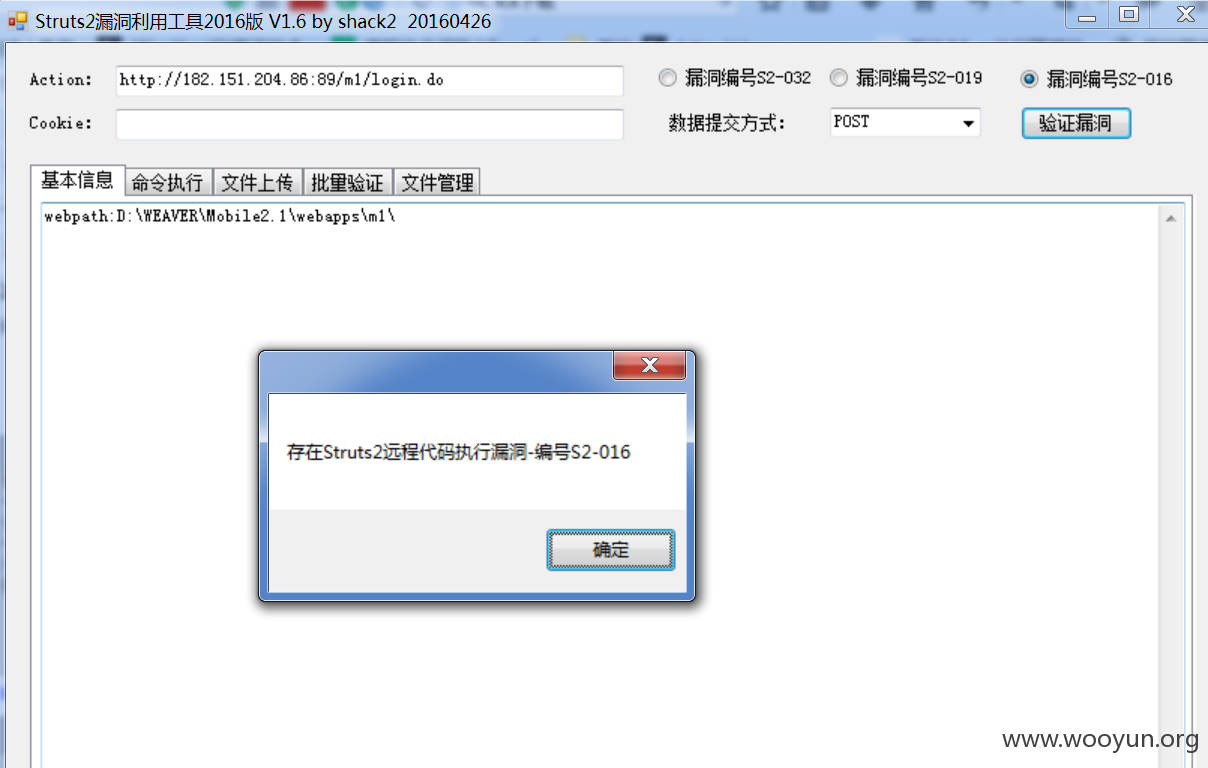 Struts2漏洞利用工具2016版 V1.6 by shack2 20160426
Action: http://182.151.204.86:89/m1/login.do 漏洞编号S2-032 漏洞编号S2-019 漏洞编号S2-016
Cookie: 数据提交方式: POST 验证漏洞
基本信息 命令执行 文件上传 批量验证 文件管理
webpath:D:\WEAVER\Mobile2.1\webapps\m1\
存在Struts2远程代码执行漏洞-编号S2-016
确定
www.wooyun.org